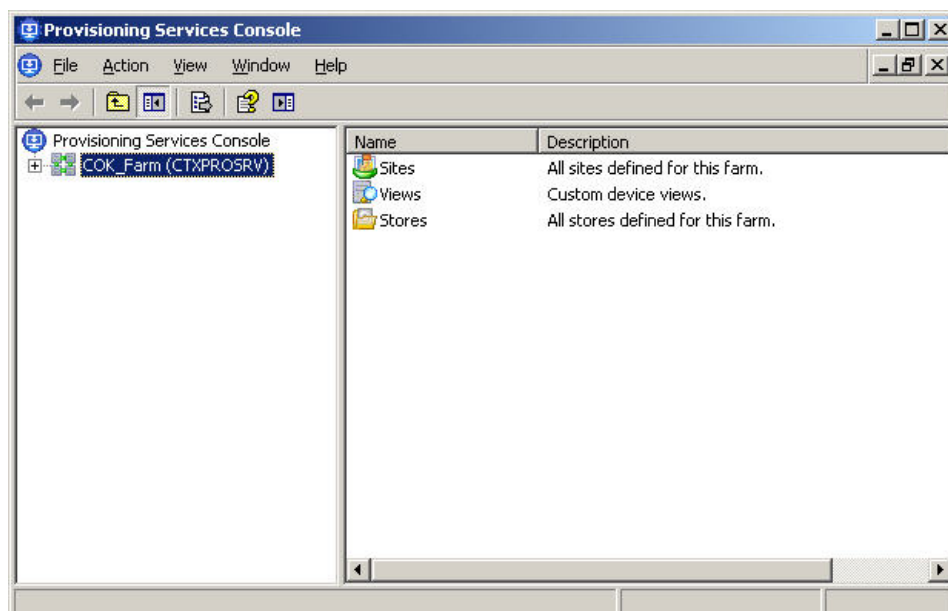 Provisioning Services Console
File Action View Window Help
Provisioning Services Console
COK_Farm (CTXPROSRV)
Name Description
Sites All sites defined for this farm.
Views Custom device views.
Stores All stores defined for this farm.